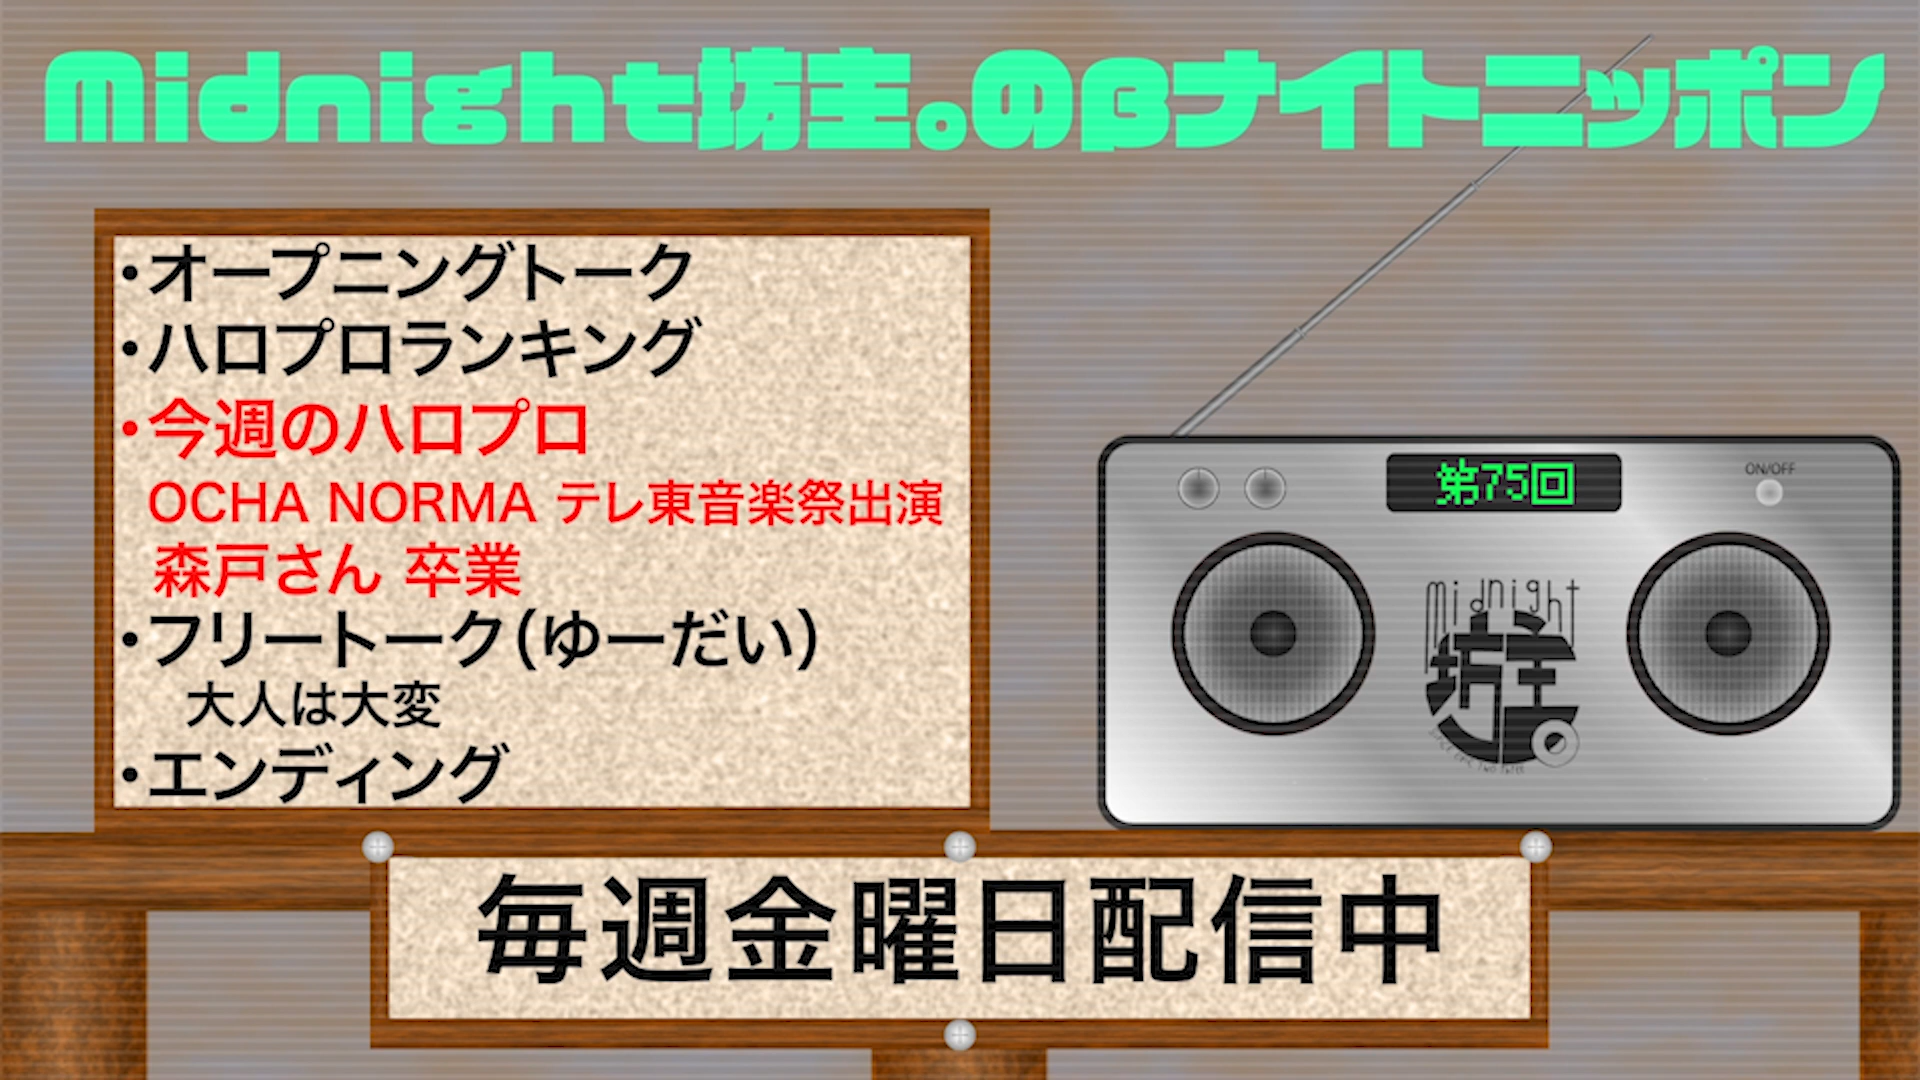 Midnight坊主。のβナイトニッポン
・オープニングトーク
・ハロプロランキング
・今週のハロプロ
OCHA NORMA テレ東音楽祭出演
森戸さん 卒業
・フリートーク(ゆーだい)
大人は大変
・エンディング
第75回
ON/OFF
midnight
坊主。
毎週金曜日配信中